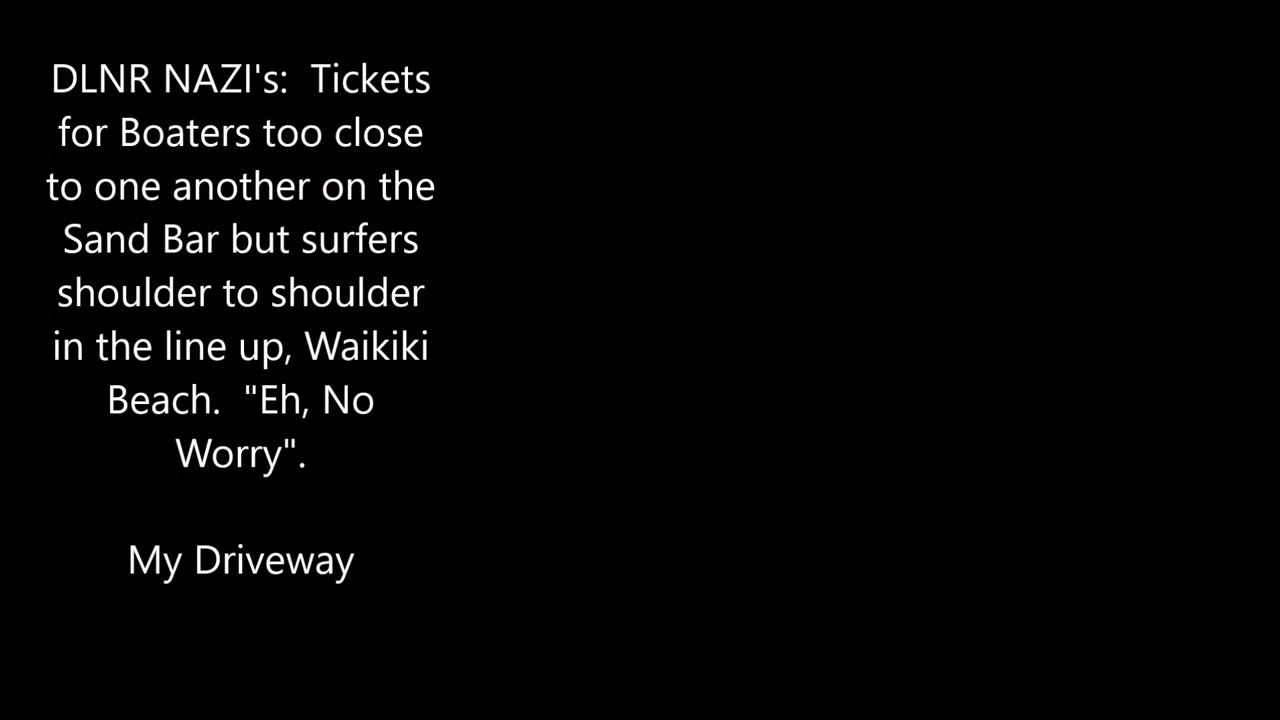 DLNR NAZI's:  Tickets
for Boaters too close
to one another on the
Sand Bar but surfers
shoulder to shoulder
in the line up, Waikiki
Beach.  "Eh, No
Worry".
My Driveway